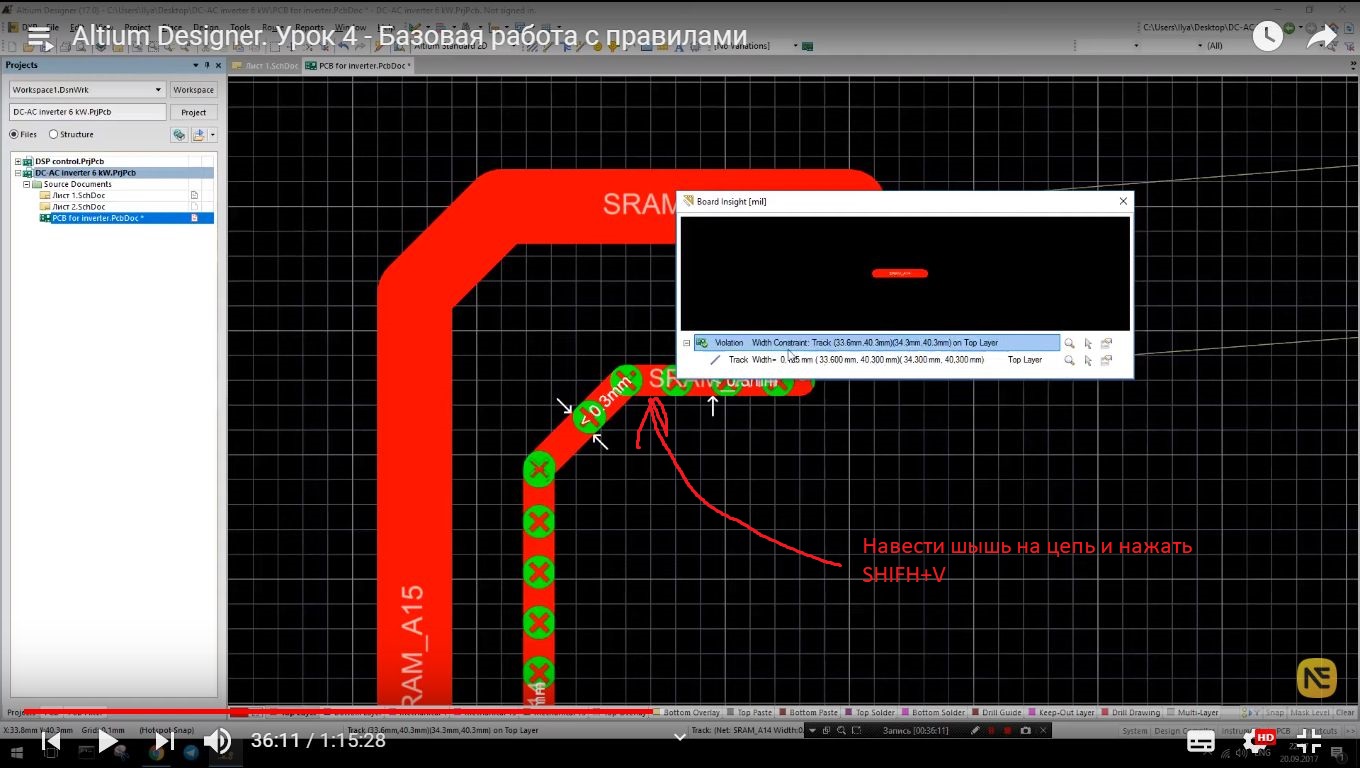 Altium Designer (17.0) - C:\Users\Ilya\Desktop\DC-AC inverter 6 kW\PCB for inverter.PcbDoc * - DC-AC inverter 6 kW.PrjPcb. Not signed in.
Altium Designer. Урок 4 - Базовая работа с правилами
C:\Users\Ilya\Desktop\DC-AC
(All)
Projects
Лист 1.SchDoc
PCB for inverter.PcbDoc *
Workspace1.DsnWrk
Workspace
DC-AC inverter 6 kW.PrjPcb
Project
Files
Structure
DSP control.PrjPcb
DC-AC inverter 6 kW.PrjPcb
Source Documents
Лист 1.SchDoc
Лист 2.SchDoc
PCB for inverter.PcbDoc *
SRAM
Board Insight [mil]
Violation Width Constraint: Track (33.6mm,40.3mm)(34.3mm,40.3mm) on Top Layer
Track Width= (33.600 mm, 40.300 mm)(34.300 mm, 40.300 mm) Top Layer
< 0.3mm
Навести шышь на цепь и нажать
SHIFH+V
RAM_A15
Bottom Overlay
Top Paste
Bottom Paste
Top Solder
Bottom Solder
Drill Guide
Keep-Out Layer
Drill Drawing
Multi-Layer
Snap
Mask Level
Clear
X:33.8mm Y:40.3mm Grid: 0.1mm (Hotspot Snap)
Track (33.6mm,40.3mm)(34.3mm,40.3mm) on Top Layer
Track: (Net: SRAM_A14 Width:0.
Запись [00:36:11]
System
36:11 / 1:15:28
HD
ENG
20.09.2017